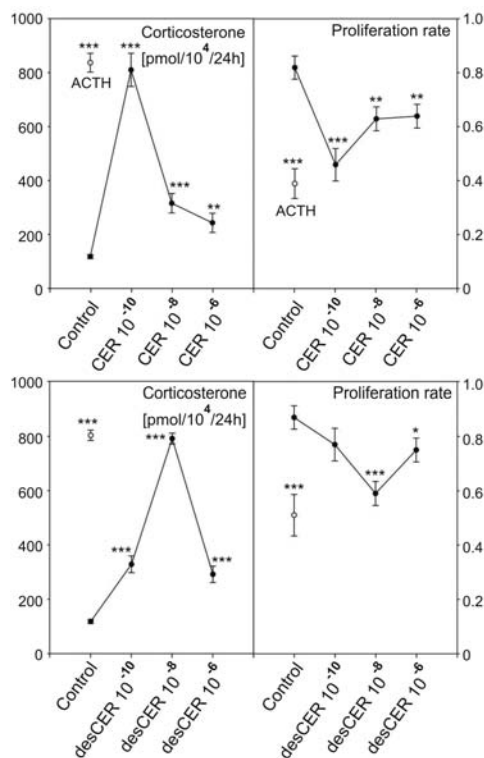 1000
800
600
400
200
0
Corticosterone
[pmol/10^4/24h]
***
ACTH
***
***
**
Control
CER 10^-10
CER 10^-8
CER 10^-6
Proliferation rate
1.0
0.8
0.6
0.4
0.2
0.0
***
ACTH
***
**
**
Control
CER 10^-10
CER 10^-8
CER 10^-6
1000
800
600
400
200
0
Corticosterone
[pmol/10^4/24h]
***
***
***
***
Control
desCER 10^-10
desCER 10^-8
desCER 10^-6
Proliferation rate
1.0
0.8
0.6
0.4
0.2
0.0
***
***
*
Control
desCER 10^-10
desCER 10^-8
desCER 10^-6